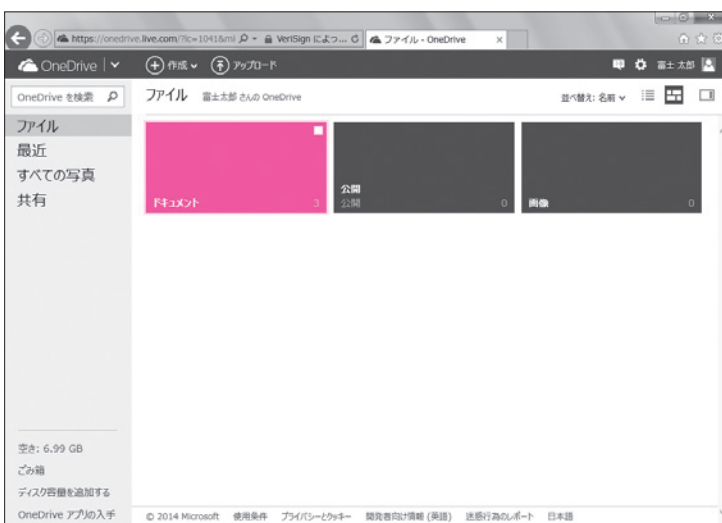 https://onedrive.live.com/?lc=1041&mi
VeriSign によっ...
ファイル - OneDrive
OneDrive
作成
アップロード
富士 太郎
OneDrive を検索
ファイル
富士太郎 さんの OneDrive
並べ替え: 名前
ファイル
最近
すべての写真
共有
ドキュメント 3
公開
公開 0
画像 0
空き: 6.99 GB
ごみ箱
ディスク容量を追加する
OneDrive アプリの入手
© 2014 Microsoft 使用条件 プライバシーとクッキー 開発者向け情報 (英語) 迷惑行為のレポート 日本語